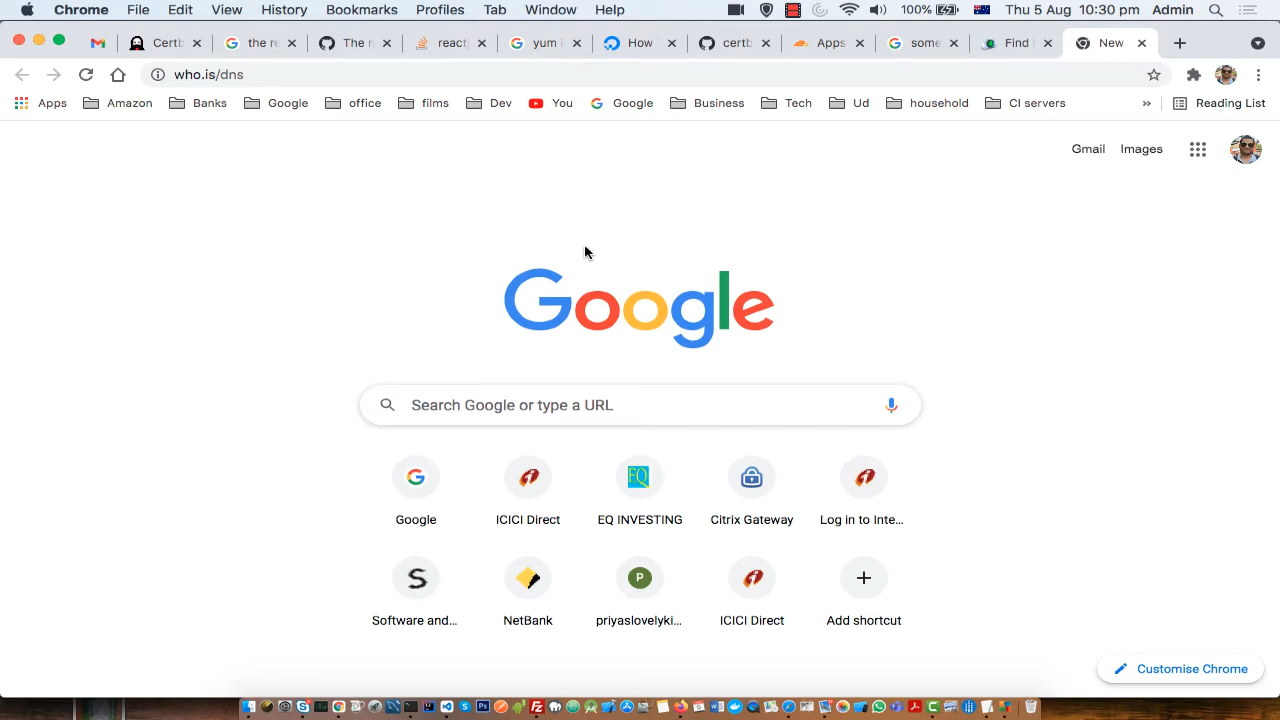 Chrome File Edit View History Bookmarks Profiles Tab Window Help 100% Thu 5 Aug 10:30 pm Admin
Certb the re The r react yum i How certb Apps some Find New
who.is/dns
Apps Amazon Banks Google office films Dev You Google Business Tech Ud household CI servers » Reading List
Gmail Images
Google
Search Google or type a URL
Google ICICI Direct EQ INVESTING Citrix Gateway Log in to Inte...
Software and... NetBank priyaslovelyki... ICICI Direct Add shortcut
Customise Chrome